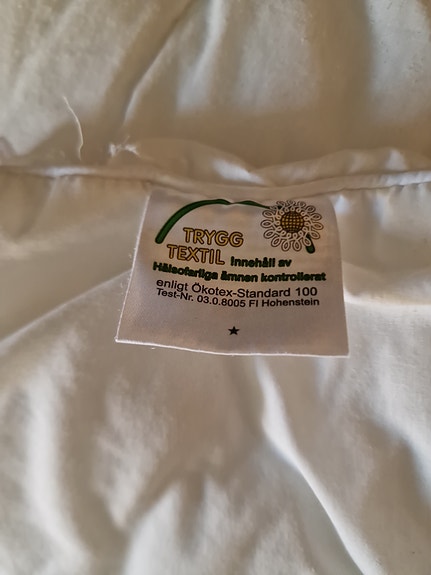 TRYGG
TEXTIL Innehåll av
Hälsofarliga ämnen kontrollerat
enligt Ökotex-Standard 100
Test-Nr. 03.0.8005 FI Hohenstein